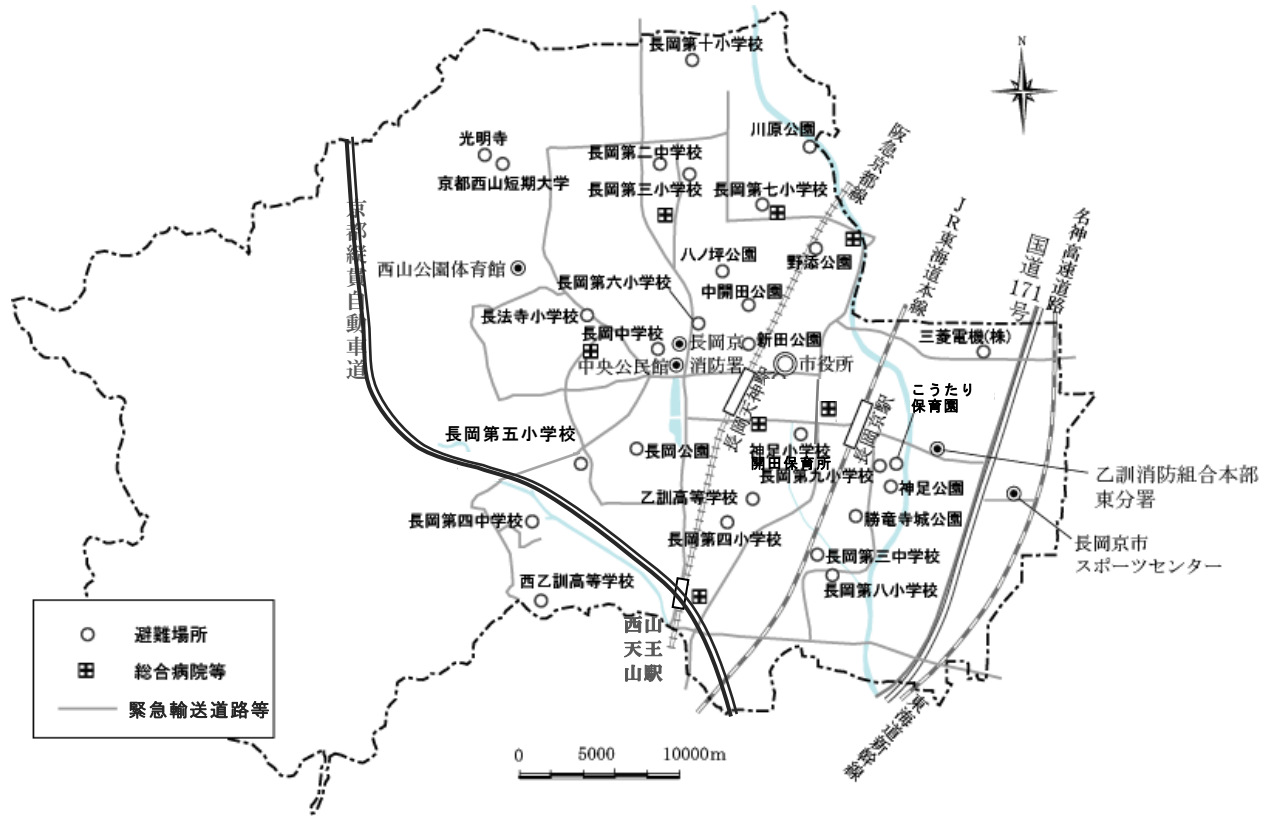 長岡第十小学校
N
川原公園
阪急京都線
光明寺
京都西山短期大学
長岡第二中学校
長岡第三小学校
長岡第七小学校
京都縦貫自動車道
西山公園体育館
八ノ坪公園
野添公園
JR東海道本線
国道171号
名神高速道路
長岡第六小学校
中開田公園
長法寺小学校
長岡中学校
長岡京
消防署
新田公園
三菱電機(株)
中央公民館
市役所
長岡天神駅
こうたり
保育園
長岡京駅
長岡第五小学校
長岡公園
神足小学校
開田保育所
長岡第九小学校
乙訓消防組合本部
東分署
乙訓高等学校
神足公園
長岡第四中学校
長岡第四小学校
勝竜寺城公園
長岡京市
スポーツセンター
長岡第三中学校
長岡第八小学校
西乙訓高等学校
西山
天王
山駅
避難場所
総合病院等
緊急輸送道路等
東海道新幹線
0 5000 10000m